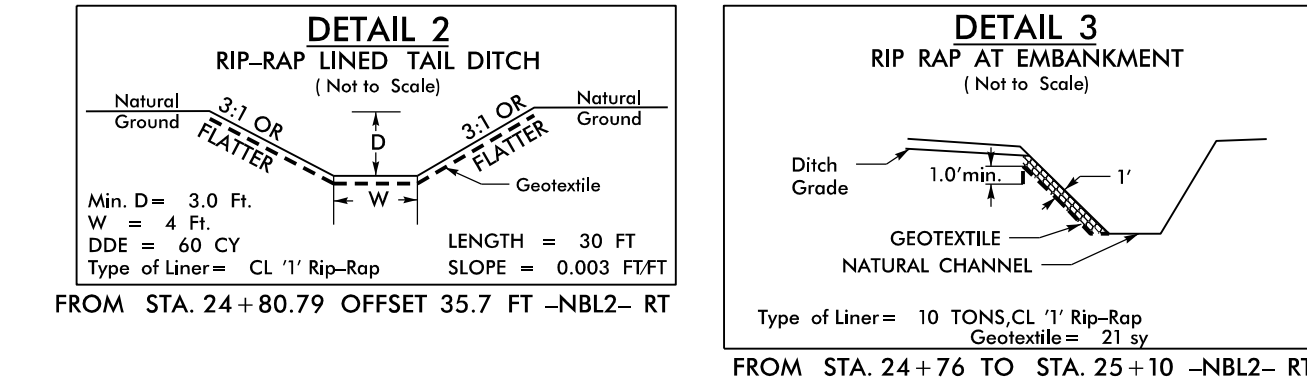 DETAIL 2
RIP–RAP LINED TAIL DITCH
( Not to Scale)
Natural
Ground
3:1 OR
FLATTER
D
3:1 OR
FLATTER
Natural
Ground
Geotextile
W
Min. D= 3.0 Ft.
W = 4 Ft.
DDE = 60 CY
Type of Liner= CL '1' Rip–Rap
LENGTH = 30 FT
SLOPE = 0.003 FT/FT
FROM STA. 24+80.79 OFFSET 35.7 FT –NBL2– RT
DETAIL 3
RIP RAP AT EMBANKMENT
( Not to Scale)
Ditch
Grade
1.0'min.
1'
GEOTEXTILE
NATURAL CHANNEL
Type of Liner= 10 TONS,CL '1' Rip–Rap
Geotextile= 21 sy
FROM STA. 24+76 TO STA. 25+10 –NBL2– RT